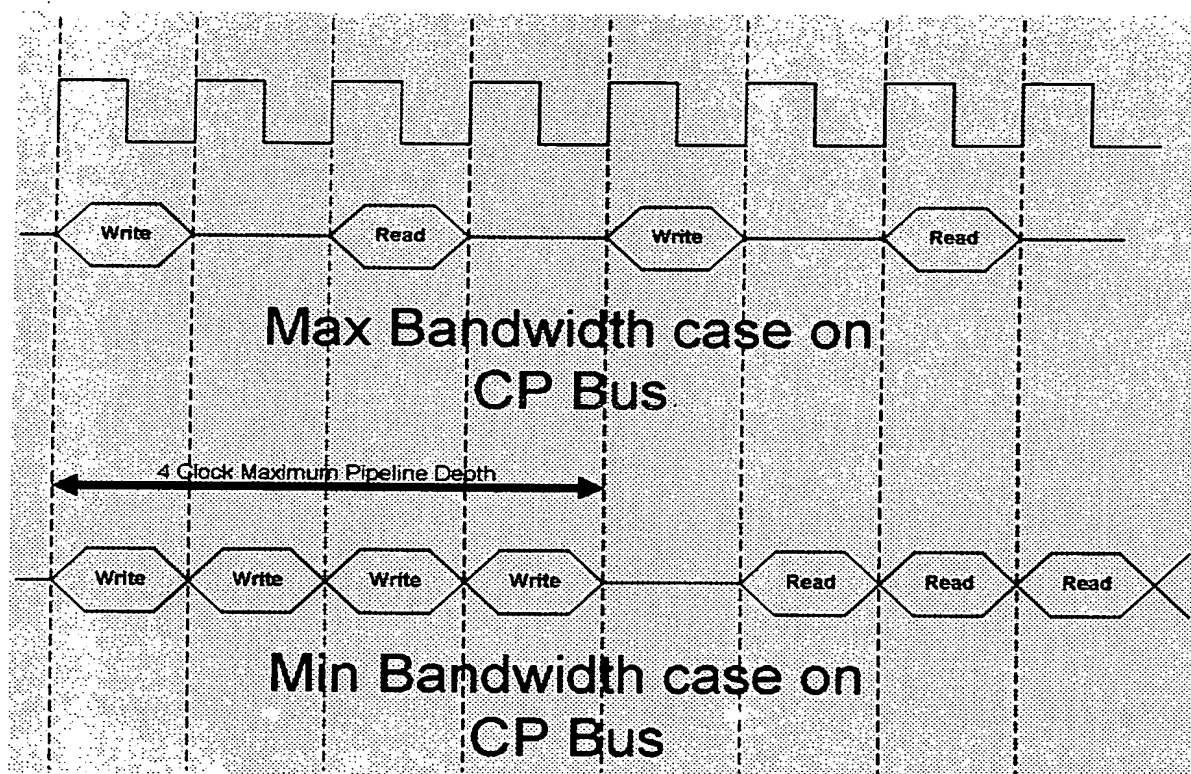 Write Read Write Read
Max Bandwidth case on
CP Bus
4 Clock Maximum Pipeline Depth
Write Write Write Write Read Read Read
Min Bandwidth case on
CP Bus